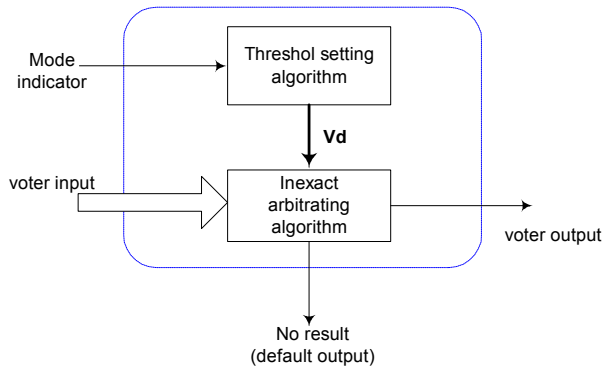 Mode
indicator
Threshol setting
algorithm
Vd
voter input
Inexact
arbitrating
algorithm
voter output
No result
(default output)